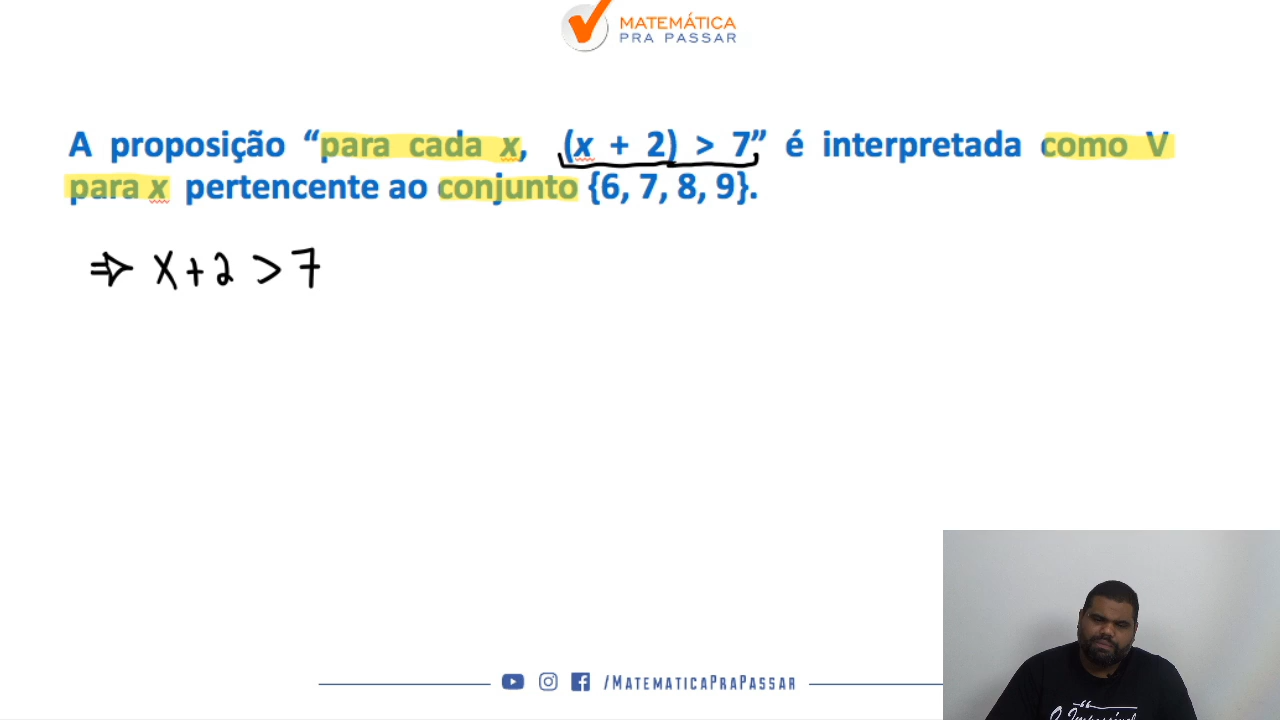 MATEMÁTICA
PRA PASSAR
A proposição “para cada x, (x + 2) > 7” é interpretada como V
para x pertencente ao conjunto {6, 7, 8, 9}.
⇒ x+2 > 7
/MATEMATICAPRAPASSAR
“
O Impossível